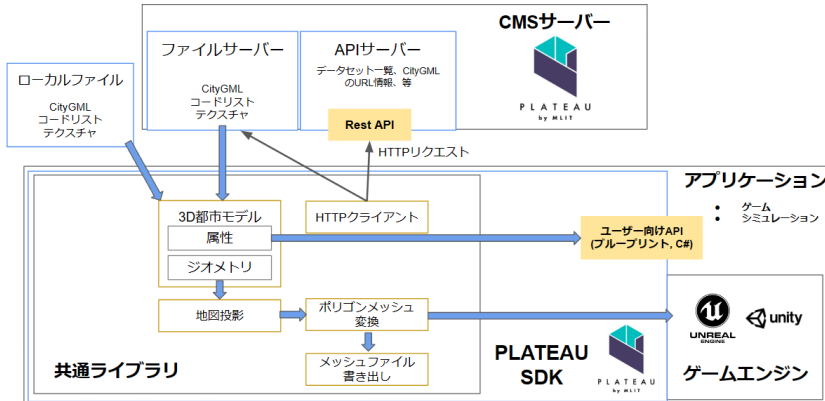 CMSサーバー
ファイルサーバー
CityGML
コードリスト
テクスチャ
APIサーバー
データセット一覧、CityGML
のURL情報、等
Rest API
PLATEAU
by MLIT
ローカルファイル
CityGML
コードリスト
テクスチャ
HTTPリクエスト
アプリケーション
● ゲーム
● シミュレーション
3D都市モデル
属性
ジオメトリ
HTTPクライアント
ユーザー向けAPI
(ブループリント, C#)
地図投影
ポリゴンメッシュ
変換
メッシュファイル
書き出し
共通ライブラリ
PLATEAU
SDK
PLATEAU
by MLIT
UNREAL
ENGINE
unity
ゲームエンジン